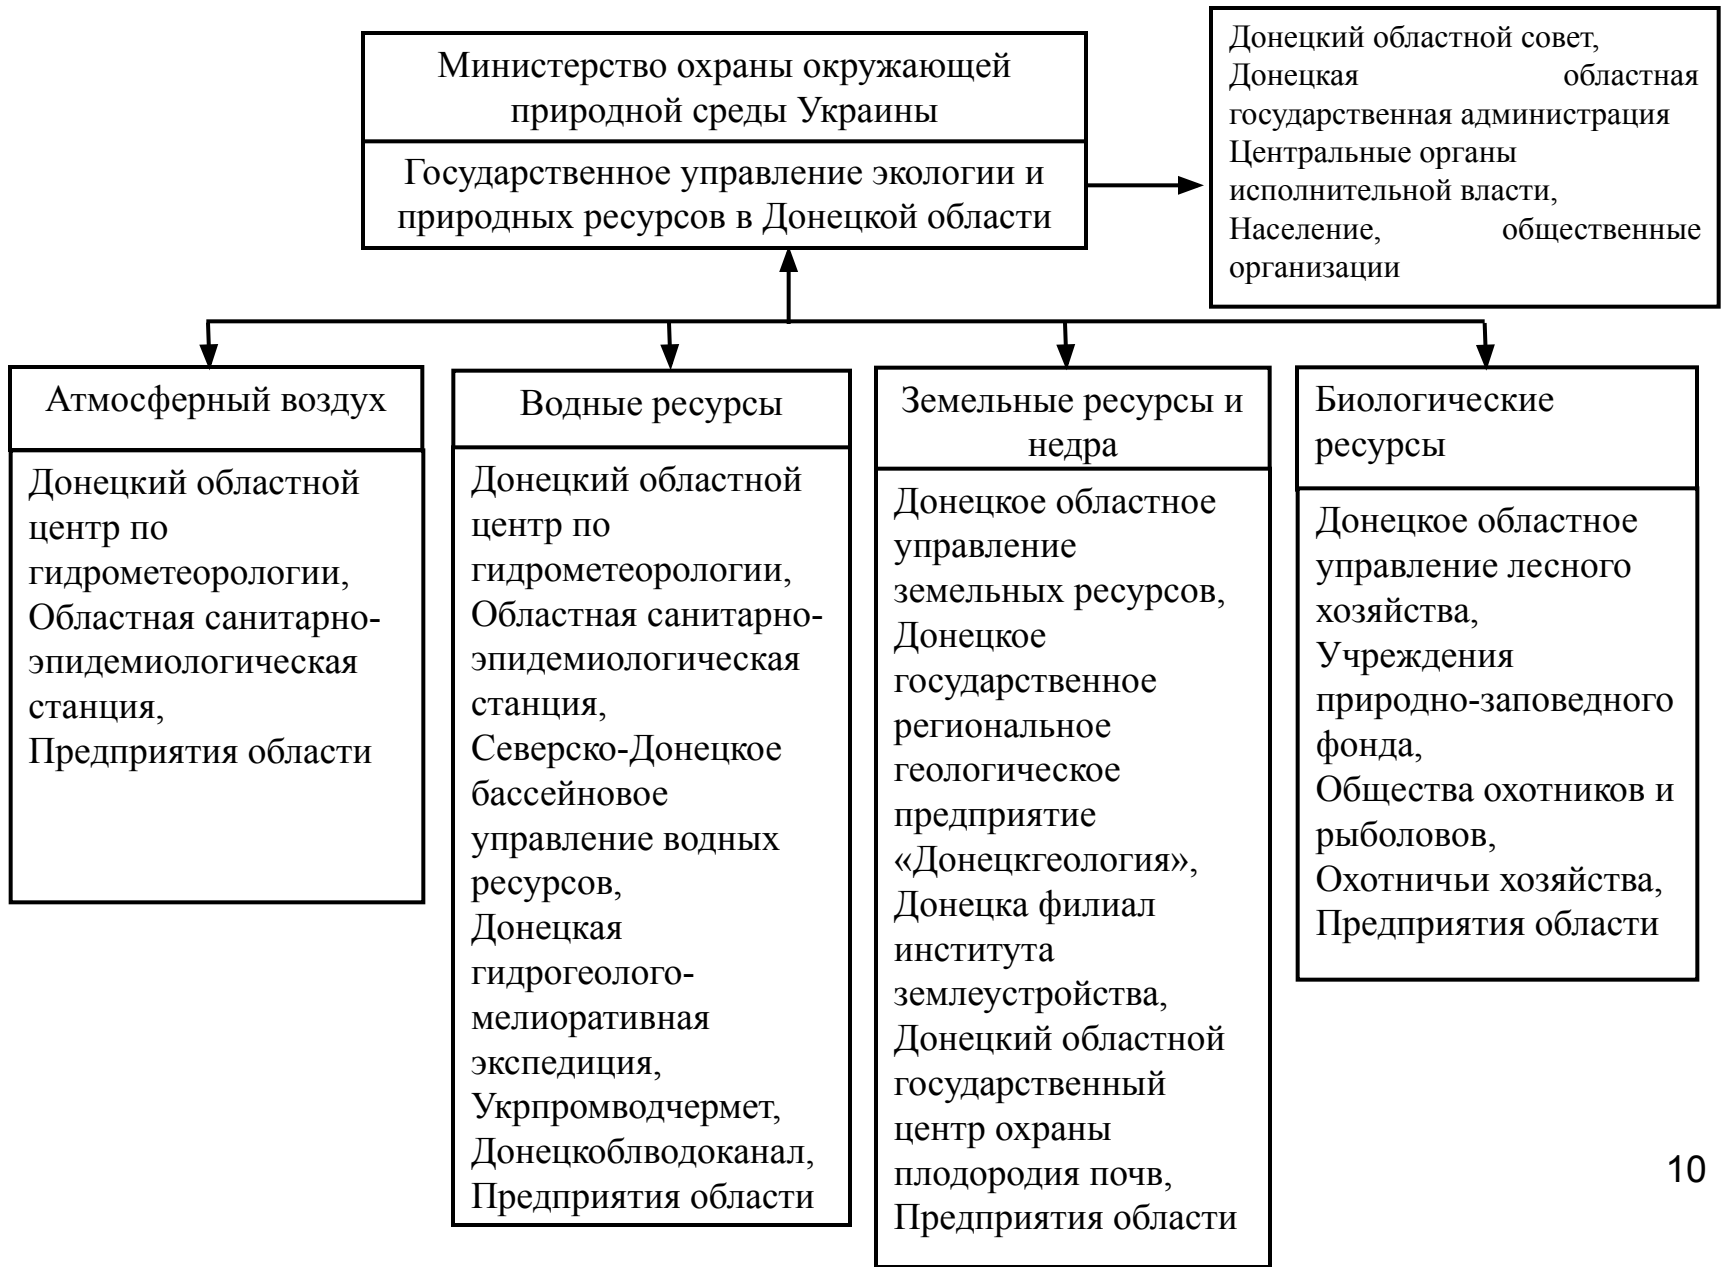 Министерство охраны окружающей
природной среды Украины
Государственное управление экологии и
природных ресурсов в Донецкой области
Донецкий областной совет,
Донецкая областная
государственная администрация
Центральные органы
исполнительной власти,
Население, общественные
организации
Атмосферный воздух
Донецкий областной
центр по
гидрометеорологии,
Областная санитарно-
эпидемиологическая
станция,
Предприятия области
Водные ресурсы
Донецкий областной
центр по
гидрометеорологии,
Областная санитарно-
эпидемиологическая
станция,
Северско-Донецкое
бассейновое
управление водных
ресурсов,
Донецкая
гидрогеолого-
мелиоративная
экспедиция,
Укрпромводчермет,
Донецкоблводоканал,
Предприятия области
Земельные ресурсы и
недра
Донецкое областное
управление
земельных ресурсов,
Донецкое
государственное
региональное
геологическое
предприятие
«Донецкгеология»,
Донецка филиал
института
землеустройства,
Донецкий областной
государственный
центр охраны
плодородия почв,
Предприятия области
Биологические
ресурсы
Донецкое областное
управление лесного
хозяйства,
Учреждения
природно-заповедного
фонда,
Общества охотников и
рыболовов,
Охотничьи хозяйства,
Предприятия области
10